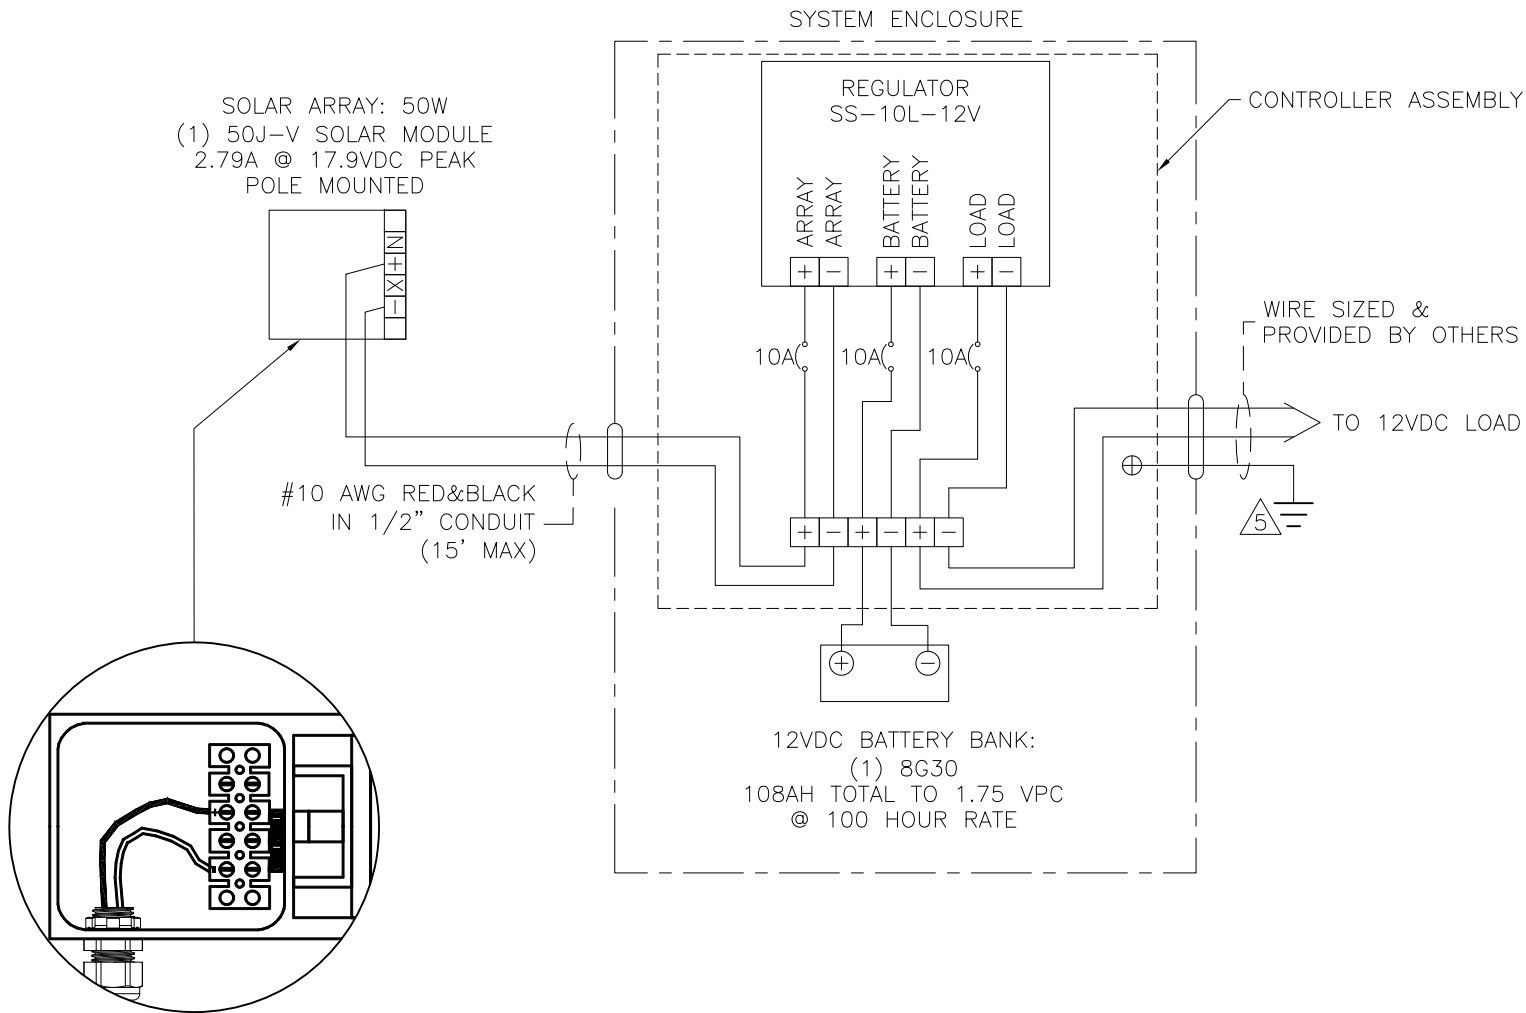 SYSTEM ENCLOSURE
SOLAR ARRAY: 50W
(1) 50J-V SOLAR MODULE
2.79A @ 17.9VDC PEAK
POLE MOUNTED
REGULATOR
SS-10L-12V
CONTROLLER ASSEMBLY
ARRAY
ARRAY
BATTERY
BATTERY
LOAD
LOAD
+ - + - + -
N
+
X
-
10A
10A
10A
WIRE SIZED &
PROVIDED BY OTHERS
TO 12VDC LOAD
#10 AWG RED&BLACK
IN 1/2" CONDUIT
(15' MAX)
5
+ - + - + -
+ -
12VDC BATTERY BANK:
(1) 8G30
108AH TOTAL TO 1.75 VPC
@ 100 HOUR RATE
+
-